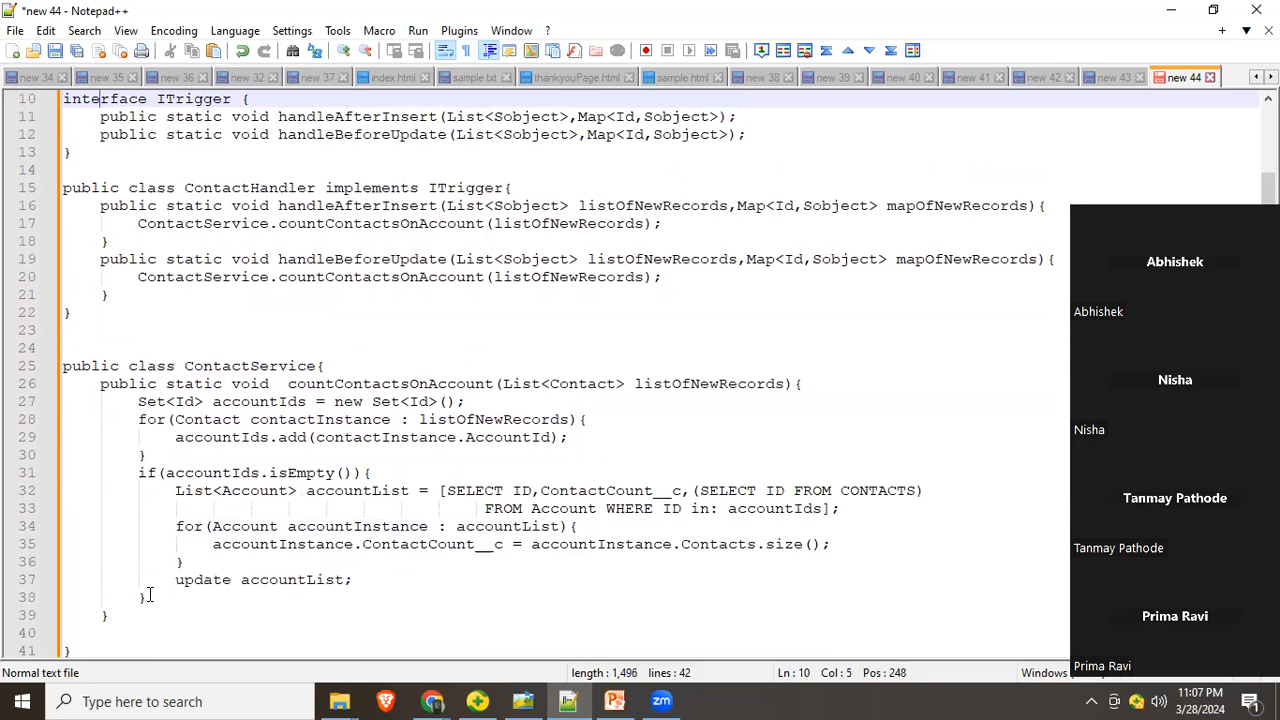 *new 44 - Notepad++
File Edit Search View Encoding Language Settings Tools Macro Run Plugins Window ?
new 34 new 35 new 36 new 32 new 37 index.html sample.txt thankyouPage.html sample.html new 38 new 39 new 40 new 41 new 42 new 43 new 44
10 interface ITrigger {
11 public static void handleAfterInsert(List<Sobject>,Map<Id,Sobject>);
12 public static void handleBeforeUpdate(List<Sobject>,Map<Id,Sobject>);
13 }
14
15 public class ContactHandler implements ITrigger{
16 public static void handleAfterInsert(List<Sobject> listOfNewRecords,Map<Id,Sobject> mapOfNewRecords){
17 ContactService.countContactsOnAccount(listOfNewRecords);
18 }
19 public static void handleBeforeUpdate(List<Sobject> listOfNewRecords,Map<Id,Sobject> mapOfNewRecords){
20 ContactService.countContactsOnAccount(listOfNewRecords);
21 }
22 }
23
24
25 public class ContactService{
26 public static void  countContactsOnAccount(List<Contact> listOfNewRecords){
27 Set<Id> accountIds = new Set<Id>();
28 for(Contact contactInstance : listOfNewRecords){
29 accountIds.add(contactInstance.AccountId);
30 }
31 if(accountIds.isEmpty()){
32 List<Account> accountList = [SELECT ID,ContactCount__c,(SELECT ID FROM CONTACTS)
33 FROM Account WHERE ID in: accountIds];
34 for(Account accountInstance : accountList){
35 accountInstance.ContactCount__c = accountInstance.Contacts.size();
36 }
37 update accountList;
38 }
39 }
40
41 }
Abhishek
Abhishek
Nisha
Nisha
Tanmay Pathode
Tanmay Pathode
Prima Ravi
Prima Ravi
Normal text file length : 1,496 lines : 42 Ln : 10 Col : 5 Pos : 248 Windows (
Type here to search
zm
11:07 PM
3/28/2024
1